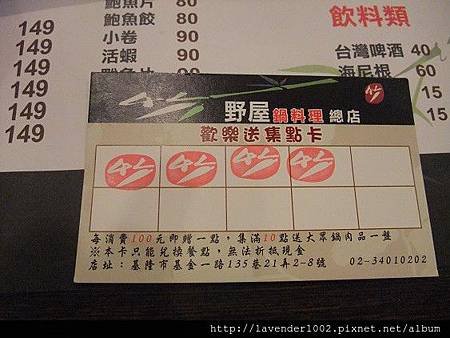 鮑魚片 80
鮑魚餃 80
小卷 90
活蝦 90
149
149
149
149
149
149
飲料類
台灣啤酒 40
海尼根 60
15
15
竹
野屋 鍋料理 總店
歡樂送集點卡
竹 竹 竹 竹
每消費100元即贈一點，集滿10點送大眾鍋肉品一盤
※本卡只能兌換餐點，無法折抵現金
店址：基隆市基金一路135巷21弄2-8號 02-34010202
http://lavender1002.pixnet.net/album